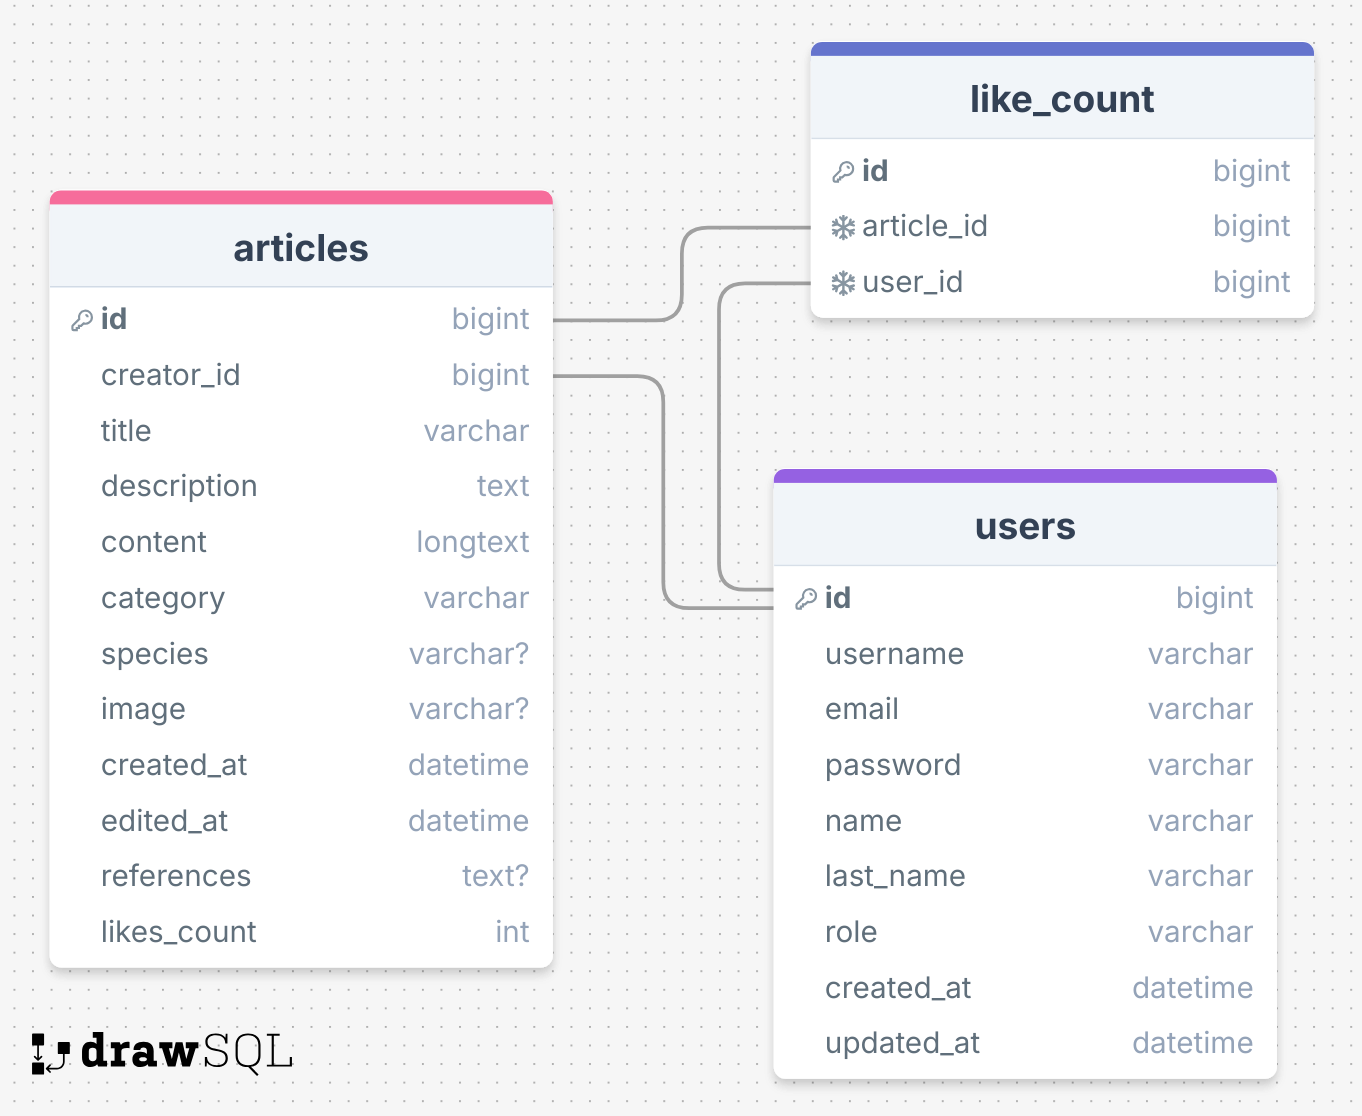 like_count
id bigint
article_id bigint
user_id bigint
articles
id bigint
creator_id bigint
title varchar
description text
content longtext
category varchar
species varchar?
image varchar?
created_at datetime
edited_at datetime
references text?
likes_count int
users
id bigint
username varchar
email varchar
password varchar
name varchar
last_name varchar
role varchar
created_at datetime
updated_at datetime
drawSQL